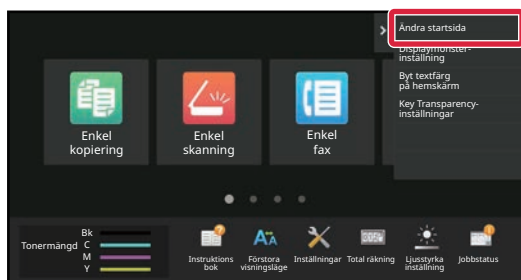 Ändra startsida
Displaymönster-
inställning
Byt textfärg
på hemskärm
Key Transparency-
inställningar
Enkel
kopiering
Enkel
skanning
Enkel
fax
Tonermängd
Bk
C
M
Y
Instruktions
bok
Förstora
visningsläge
Inställningar
Total räkning
Ljusstyrka
inställning
Jobbstatus